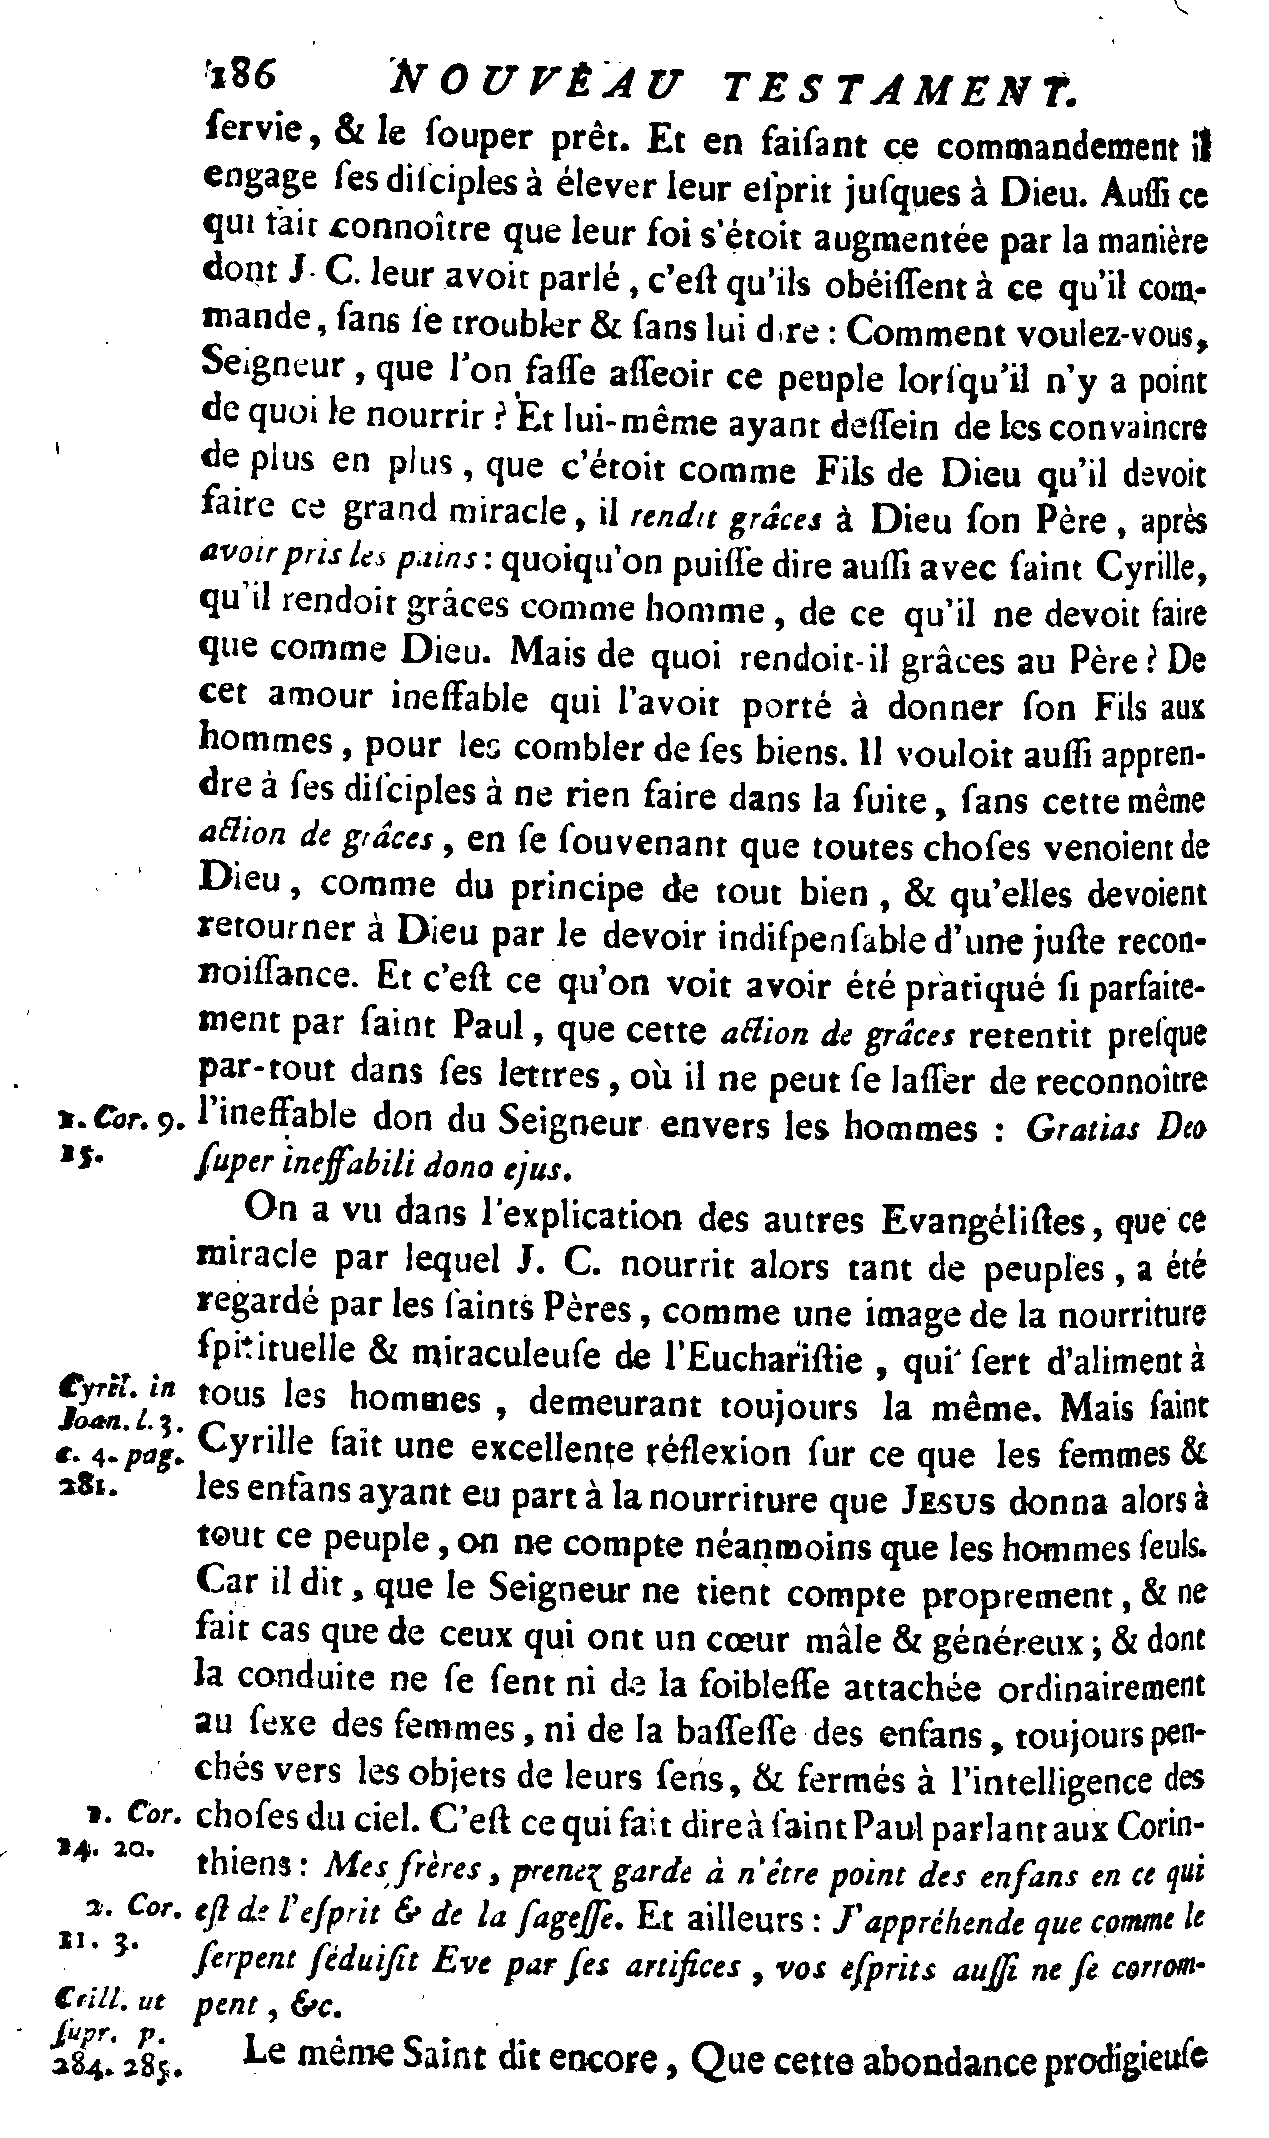 186 NOUVEAU TESTAMENT.
ſervie, & le ſouper prêt. Et en faiſant ce commandement il
engage ſes diſciples à élever leur eſprit juſques à Dieu. Auſſi ce
qui fait connoître que leur foi s'étoit augmentée par la manière
dont J. C. leur avoit parlé, c'eſt qu'ils obéiſſent à ce qu'il com-
mande, ſans ſe troubler & ſans lui dire : Comment voulez-vous,
Seigneur, que l'on faſſe aſſeoir ce peuple lorſqu'il n'y a point
de quoi le nourrir ? Et lui-même ayant deſſein de les convaincre
de plus en plus, que c'étoit comme Fils de Dieu qu'il devoit
faire ce grand miracle, il rendit grâces à Dieu ſon Père, après
avoir pris les pains : quoiqu'on puiſſe dire auſſi avec ſaint Cyrille,
qu'il rendoit grâces comme homme, de ce qu'il ne devoit faire
que comme Dieu. Mais de quoi rendoit-il grâces au Père ? De
cet amour ineffable qui l'avoit porté à donner ſon Fils aux
hommes, pour les combler de ſes biens. Il vouloit auſſi appren-
dre à ſes diſciples à ne rien faire dans la ſuite, ſans cette même
action de grâces, en ſe ſouvenant que toutes choſes venoient de
Dieu, comme du principe de tout bien, & qu'elles devoient
retourner à Dieu par le devoir indiſpenſable d'une juſte recon-
noiſſance. Et c'eſt ce qu'on voit avoir été pratiqué ſi parfaite-
ment par ſaint Paul, que cette action de grâces retentit preſque
par-tout dans ſes lettres, où il ne peut ſe laſſer de reconnoître
1. Cor. 9. l'ineffable don du Seigneur envers les hommes : Gratias Deo
15. ſuper ineffabili dono ejus.
On a vu dans l'explication des autres Evangéliſtes, que ce
miracle par lequel J. C. nourrit alors tant de peuples, a été
regardé par les ſaints Pères, comme une image de la nourriture
ſpirituelle & miraculeuſe de l'Euchariſtie, qui ſert d'aliment à
Cyril. in tous les hommes, demeurant toujours la même. Mais ſaint
Joan. l. 3. Cyrille fait une excellente réflexion ſur ce que les femmes &
c. 4. pag. les enfans ayant eu part à la nourriture que JESUS donna alors à
281. tout ce peuple, on ne compte néanmoins que les hommes ſeuls.
Car il dit, que le Seigneur ne tient compte proprement, & ne
fait cas que de ceux qui ont un cœur mâle & généreux ; & dont
la conduite ne ſe ſent ni de la foibleſſe attachée ordinairement
au ſexe des femmes, ni de la baſſeſſe des enfans, toujours pen-
chés vers les objets de leurs ſens, & fermés à l'intelligence des
1. Cor. choſes du ciel. C'eſt ce qui fait dire à ſaint Paul parlant aux Corin-
14. 20. thiens : Mes frères, prenez garde à n'être point des enfans en ce qui
2. Cor. eſt de l'eſprit & de la ſageſſe. Et ailleurs : J'appréhende que comme le
11. 3. ſerpent ſéduiſit Eve par ſes artifices, vos eſprits auſſi ne ſe corrom-
Crill. ut pent, &c.
ſupr. p.
284. 285. Le même Saint dit encore, Que cette abondance prodigieuſe